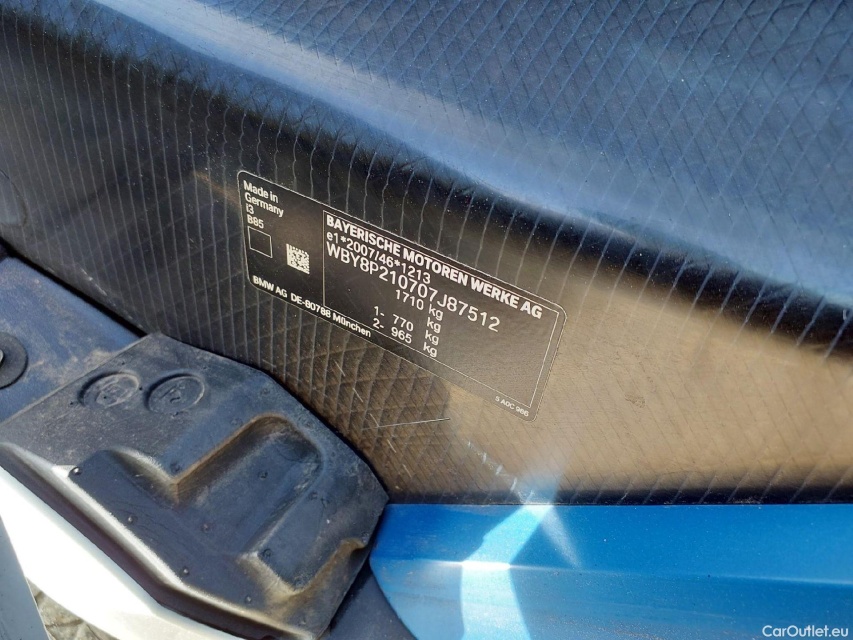 Made in
Germany
i3
B85
BAYERISCHE MOTOREN WERKE AG
e1*2007/46*1213
WBY8P210707J87512
1710 kg
1- 770 kg
2- 965 kg
BMW AG DE-80788 München
CarOutlet.eu